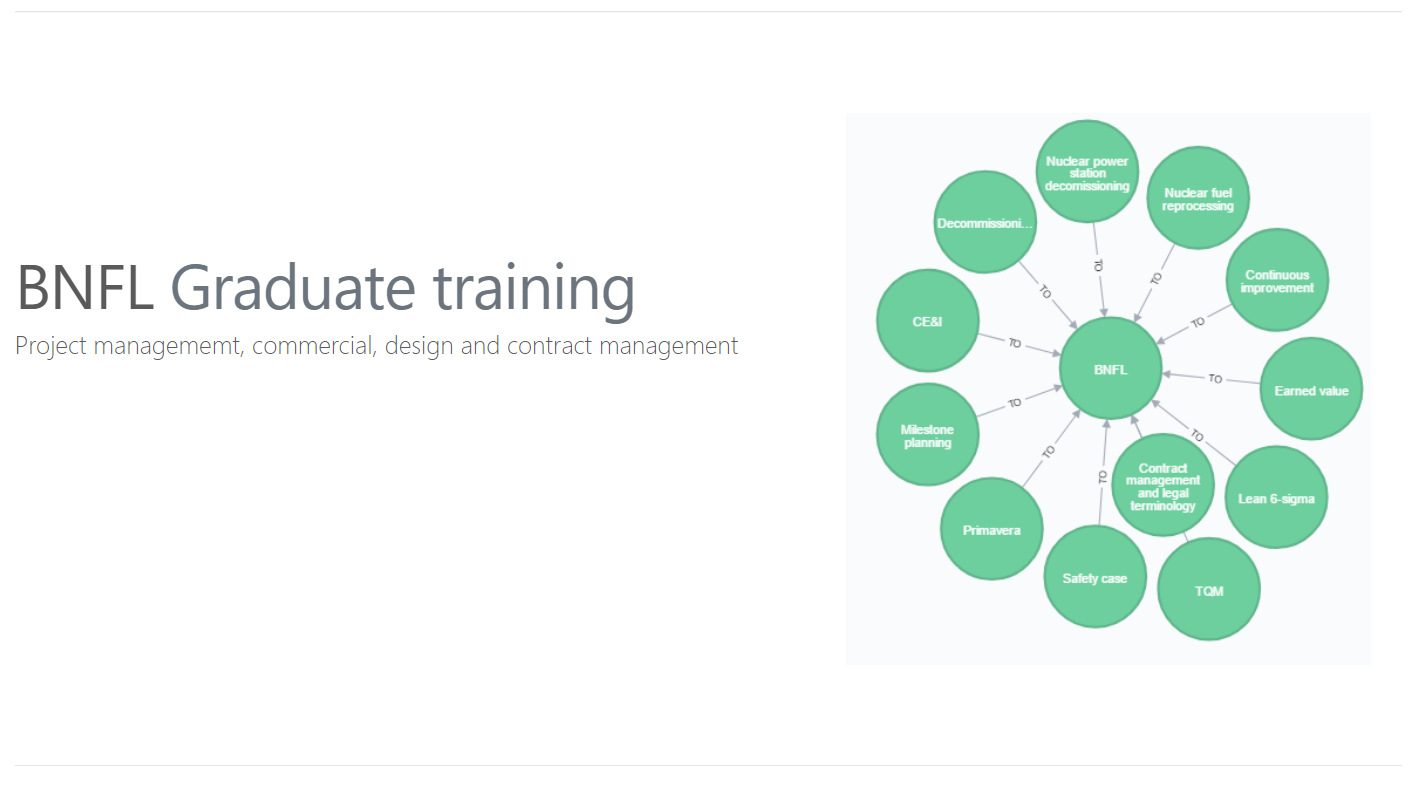 BNFL Graduate training
Project managememt, commercial, design and contract management
Nuclear power
station
decomissioning
Nuclear fuel
reprocessing
Decommissioni...
Continuous
improvement
CE&I
BNFL
Earned value
Milestone
planning
Contract
management
and legal
terminology
Lean 6-sigma
Primavera
Safety case
TQM
TO
TO
TO
TO
TO
TO
TO
TO
TO
TO